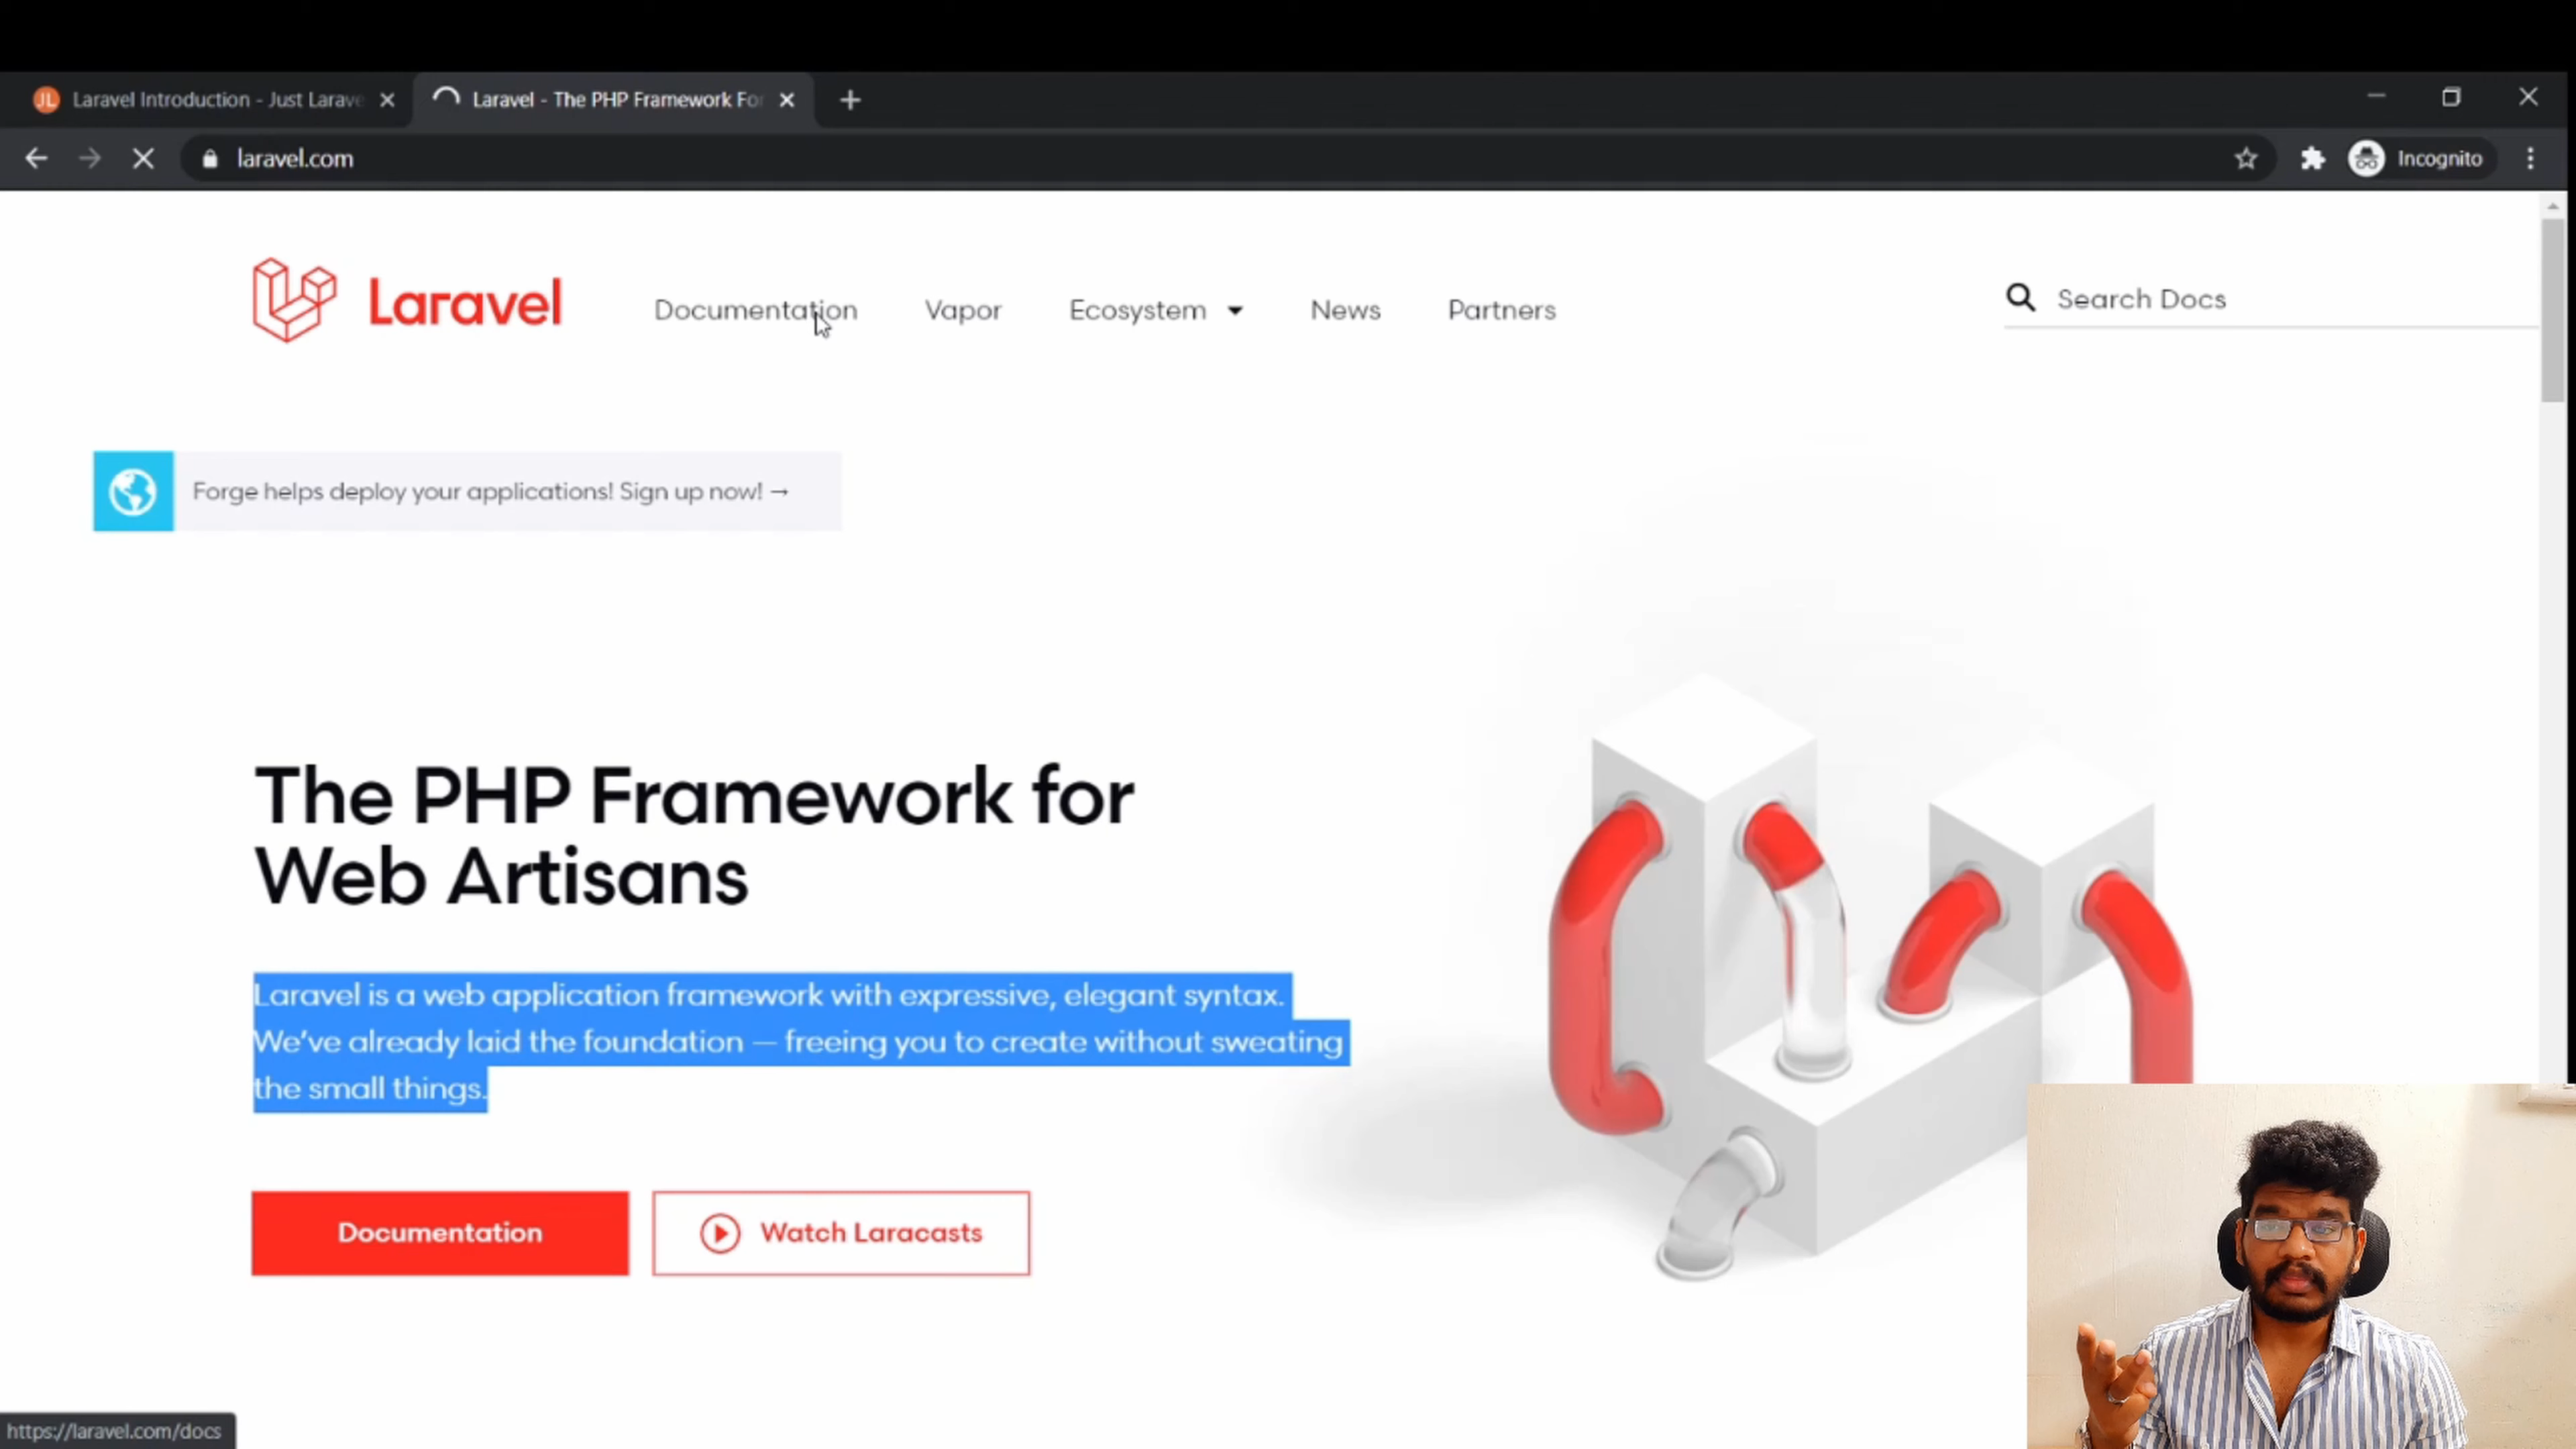 JL Laravel Introduction - Just Larave
Laravel - The PHP Framework For
laravel.com
Incognito
Laravel
Documentation
Vapor
Ecosystem
News
Partners
Search Docs
Forge helps deploy your applications! Sign up now! →
The PHP Framework for
Web Artisans
Laravel is a web application framework with expressive, elegant syntax.
We've already laid the foundation — freeing you to create without sweating
the small things.
Documentation
Watch Laracasts
https://laravel.com/docs